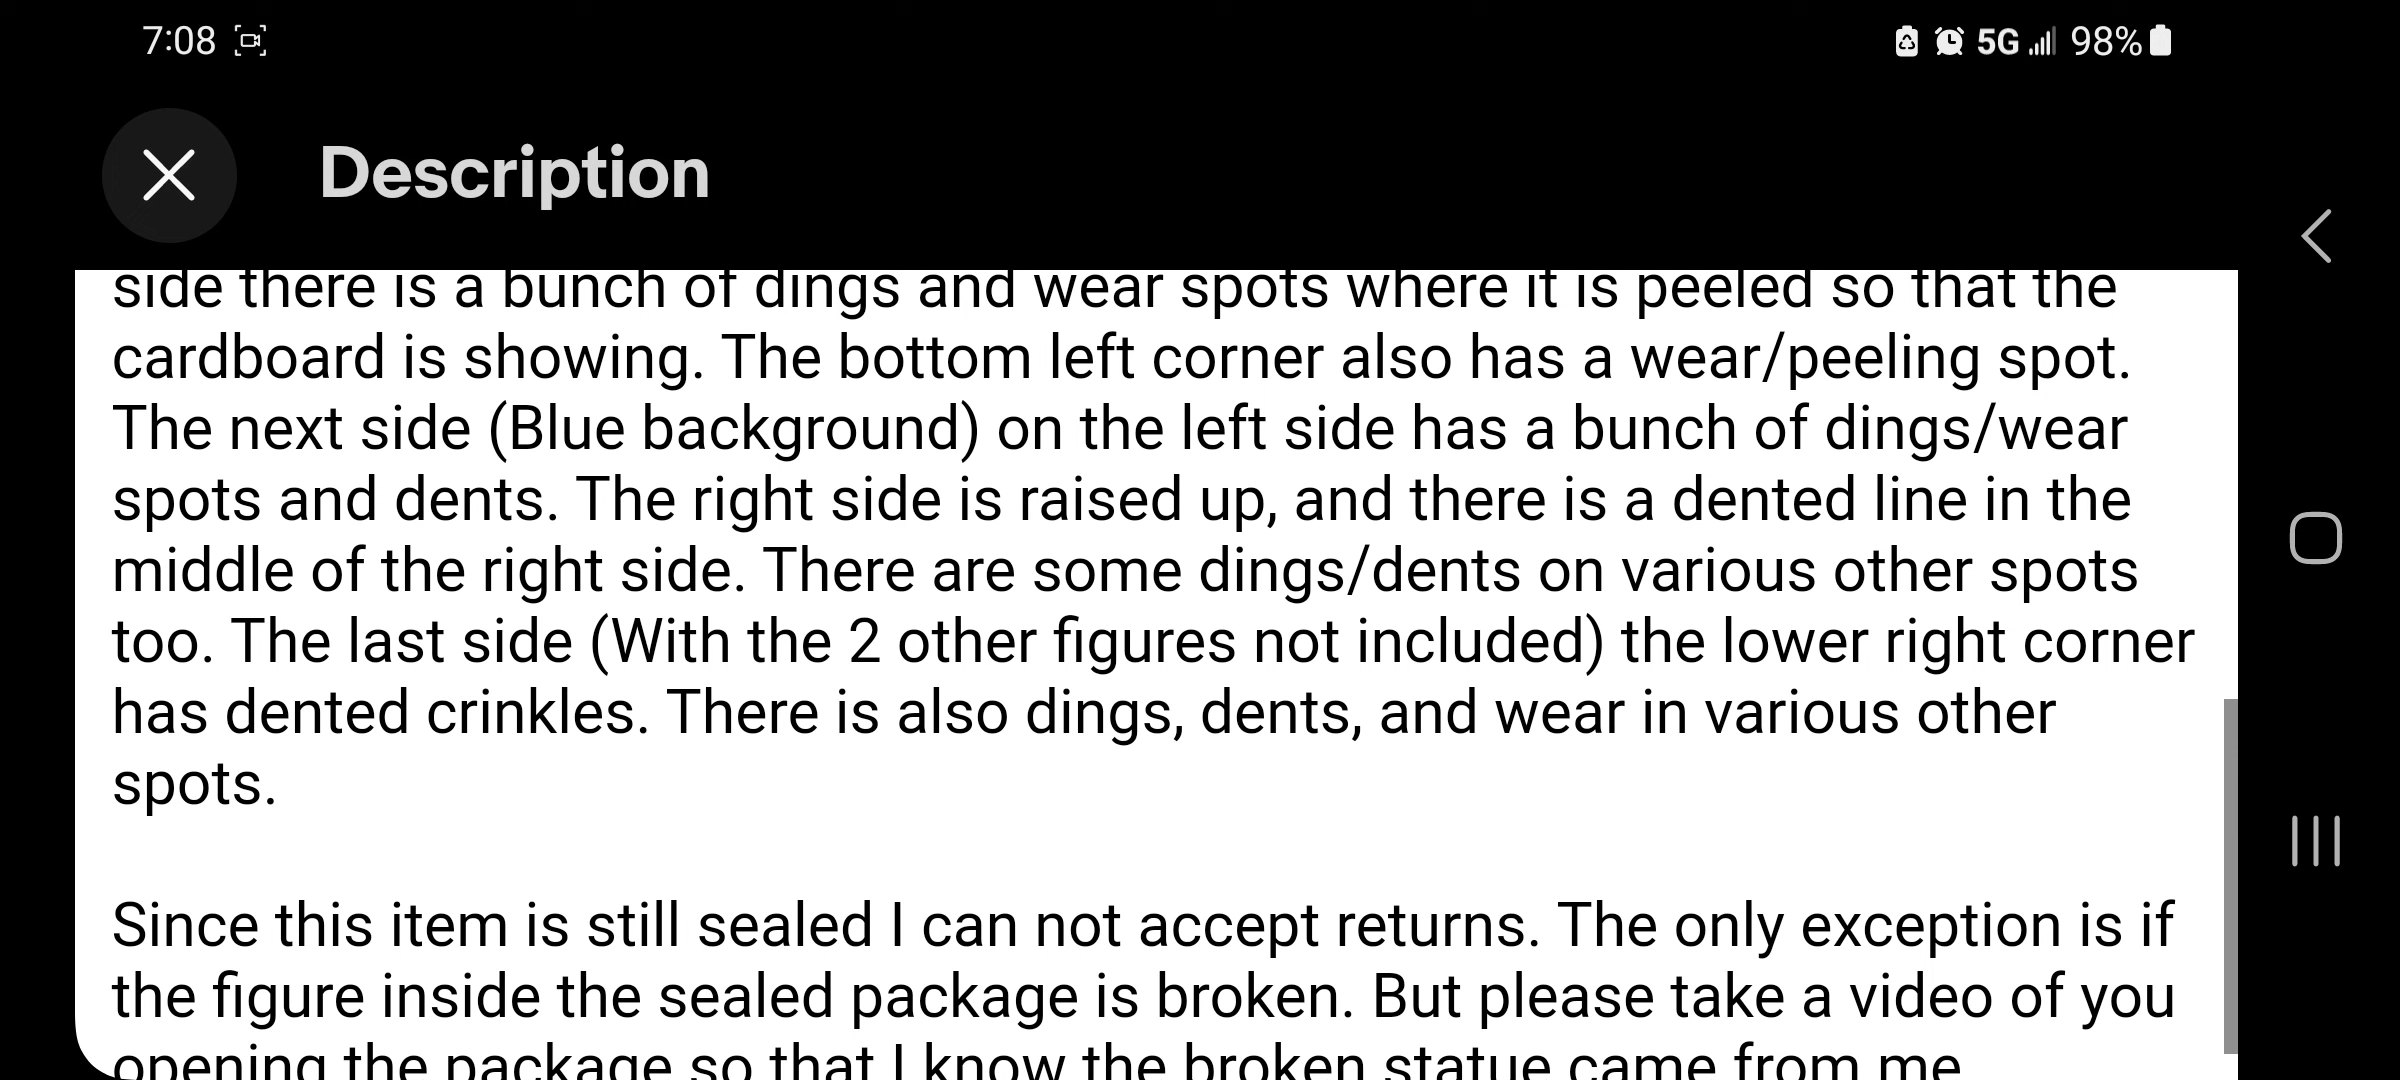 7:08
5G 98%
Description
side there is a bunch of dings and wear spots where it is peeled so that the
cardboard is showing. The bottom left corner also has a wear/peeling spot.
The next side (Blue background) on the left side has a bunch of dings/wear
spots and dents. The right side is raised up, and there is a dented line in the
middle of the right side. There are some dings/dents on various other spots
too. The last side (With the 2 other figures not included) the lower right corner
has dented crinkles. There is also dings, dents, and wear in various other
spots.
Since this item is still sealed I can not accept returns. The only exception is if
the figure inside the sealed package is broken. But please take a video of you
opening the package so that I know the broken statue came from me